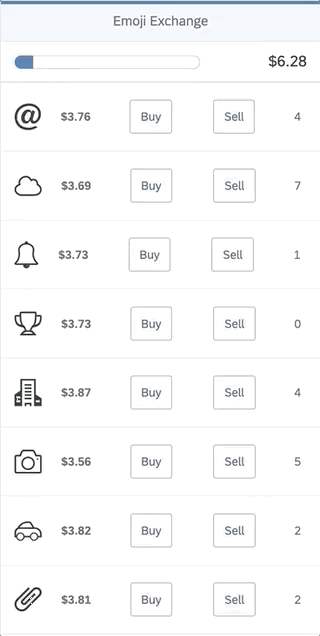 Emoji Exchange
$6.28
@ $3.76 Buy Sell 4
$3.69 Buy Sell 7
$3.73 Buy Sell 1
$3.73 Buy Sell 0
$3.87 Buy Sell 4
$3.56 Buy Sell 5
$3.82 Buy Sell 2
$3.81 Buy Sell 2